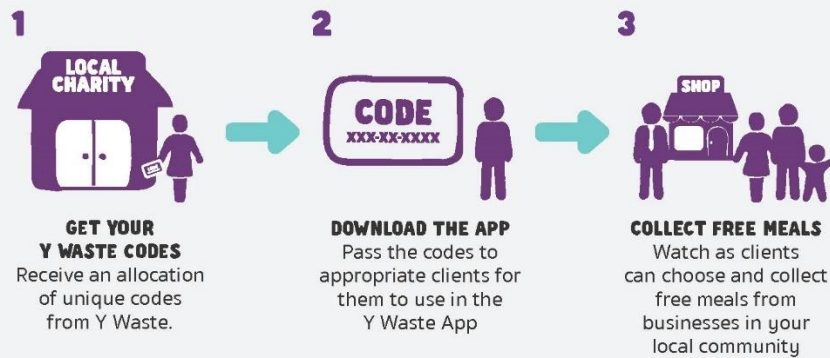 1
LOCAL
CHARITY
GET YOUR
Y WASTE CODES
Receive an allocation
of unique codes
from Y Waste.
2
CODE
XXX-XX-XXXX
DOWNLOAD THE APP
Pass the codes to
appropriate clients for
them to use in the
Y Waste App
3
SHOP
COLLECT FREE MEALS
Watch as clients
can choose and collect
free meals from
businesses in your
local community